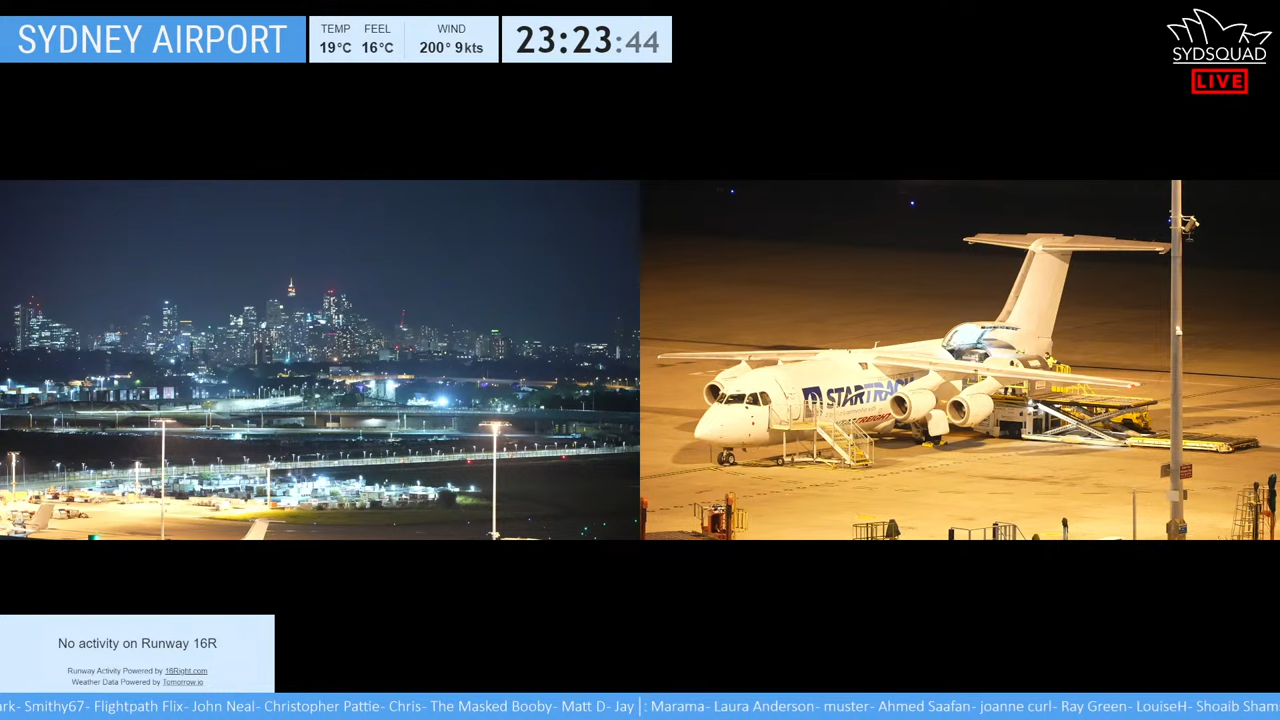 SYDNEY AIRPORT
TEMP FEEL WIND
19°C 16°C 200° 9kts
23:23:44
SYDSQUAD
LIVE
STARTRACK
FREIGHT
No activity on Runway 16R
Runway Activity Powered by 16Right.com
Weather Data Powered by Tomorrow.io
ark- Smithy67- Flightpath Flix- John Neal- Christopher Pattie- Chris- The Masked Booby- Matt D- Jay |: Marama- Laura Anderson- muster- Ahmed Saafan- joanne curl- Ray Green- LouiseH- Shoaib Sham